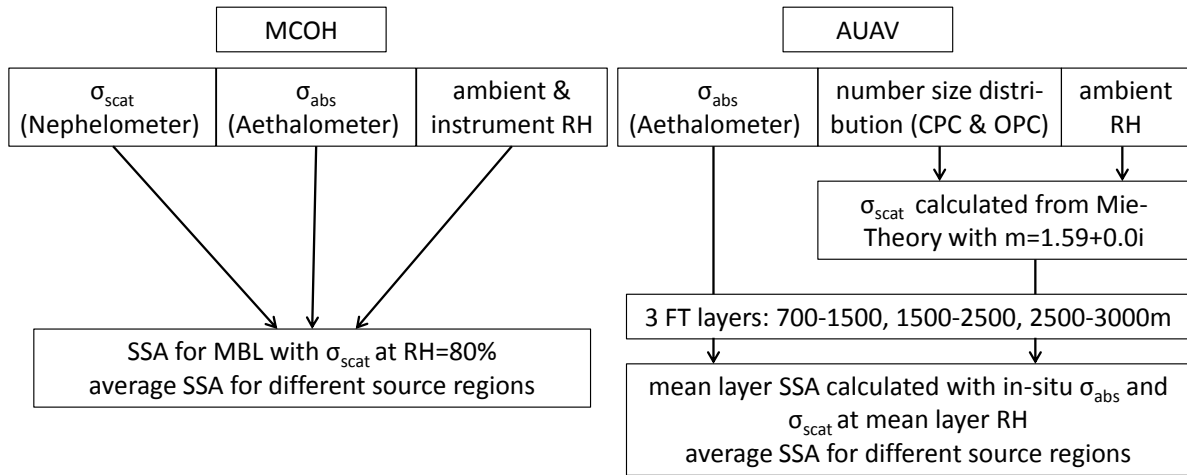 MCOH
σscat
(Nephelometer)
σabs
(Aethalometer)
ambient &
instrument RH
SSA for MBL with σscat at RH=80%
average SSA for different source regions
AUAV
σabs
(Aethalometer)
number size distri-
bution (CPC & OPC)
ambient
RH
σscat calculated from Mie-
Theory with m=1.59+0.0i
3 FT layers: 700-1500, 1500-2500, 2500-3000m
mean layer SSA calculated with in-situ σabs and
σscat at mean layer RH
average SSA for different source regions